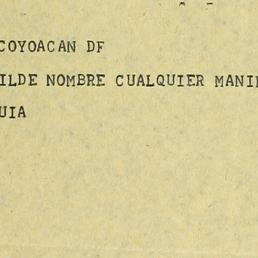 COYOACAN DF
ILDE NOMBRE CUALQUIER MANI
UIA